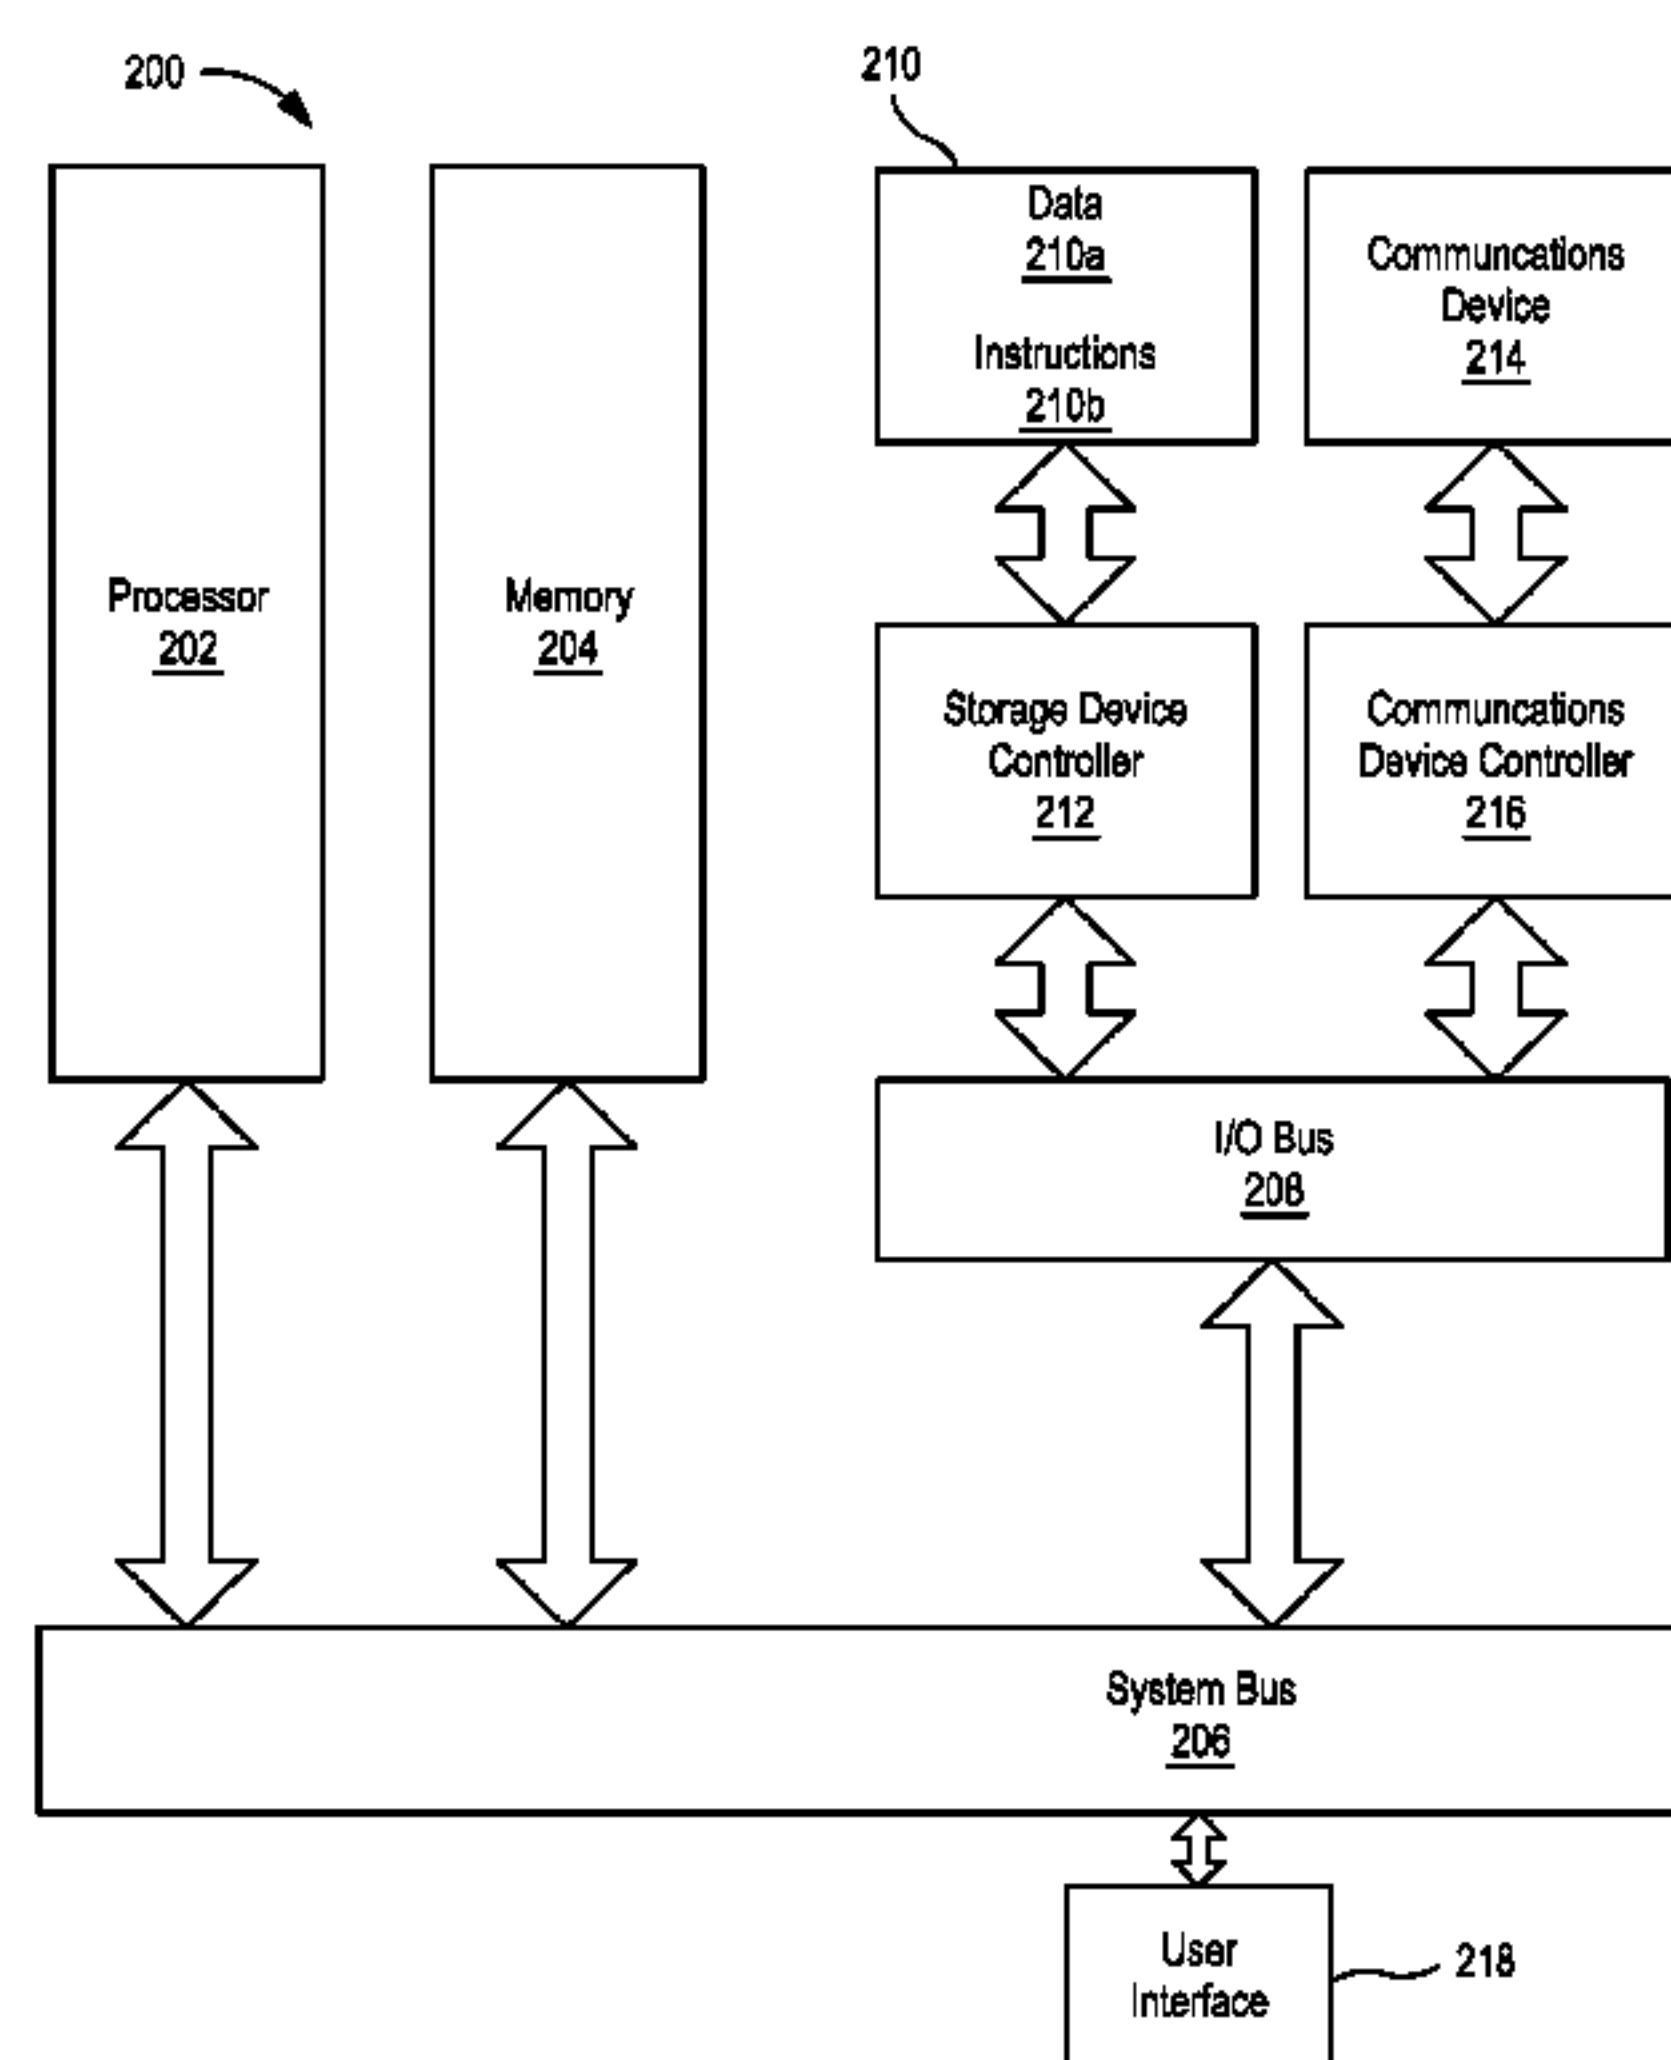 200
210
Data
210a
Instructions
210b
Communcations
Device
214
Processor
202
Memory
204
Storage Device
Controller
212
Communcations
Device Controller
216
I/O Bus
208
System Bus
206
User
Interface
218